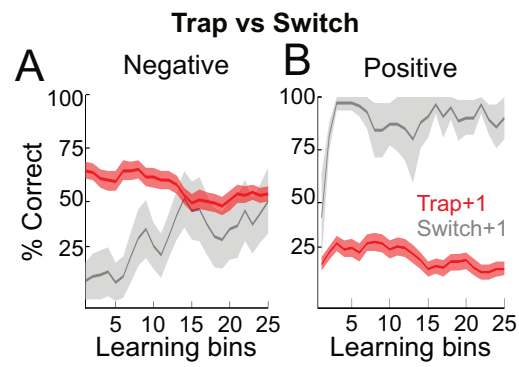 Trap vs Switch
A
Negative
B
Positive
% Correct
100
75
50
25
100
75
50
25
Trap+1
Switch+1
5 10 15 20 25
5 10 15 20 25
Learning bins
Learning bins